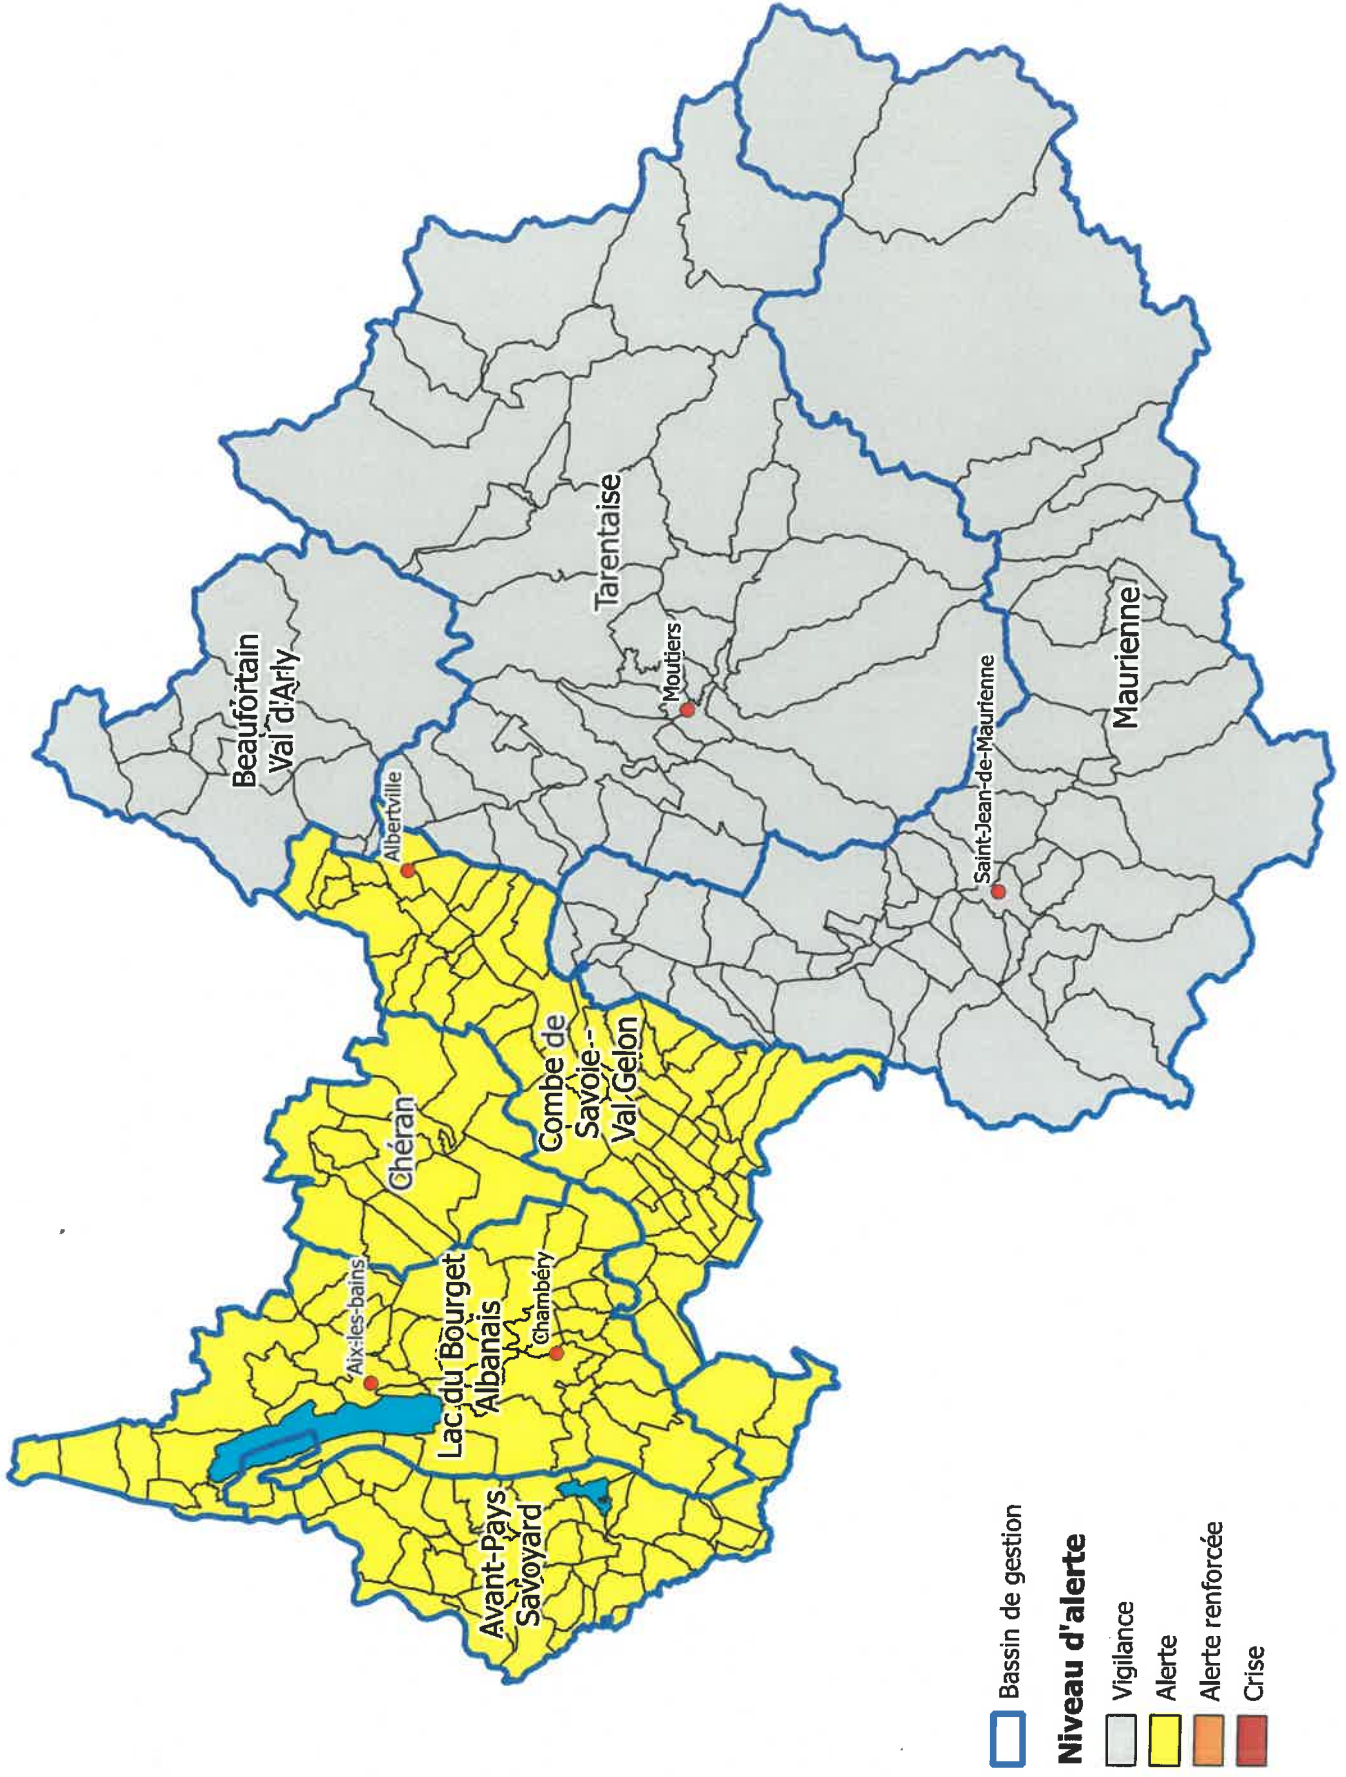 Beaufortain
Val d'Arly
Albertville
Tarentaise
Moutiers
Chéran
Aix-les-bains
Combe de
Savoie -
Val Gelon
Lac du Bourget
Albanais
Chambéry
Avant-Pays
Savoyard
Saint-Jean-de-Maurienne
Maurienne
Bassin de gestion
Niveau d'alerte
Vigilance
Alerte
Alerte renforcée
Crise